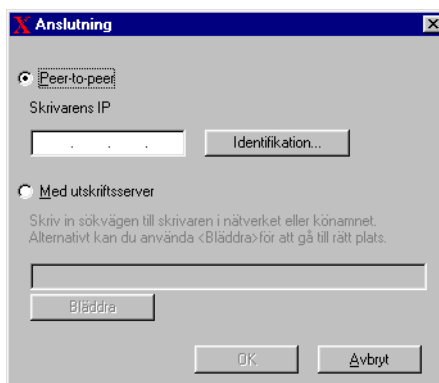 Anslutning
Peer-to-peer
Skrivarens IP
. . .
Identifikation...
Med utskriftsserver
Skriv in sökvägen till skrivaren i nätverket eller könamnet.
Alternativt kan du använda <Bläddra>för att gå till rätt plats.
Bläddra
OK
Avbryt